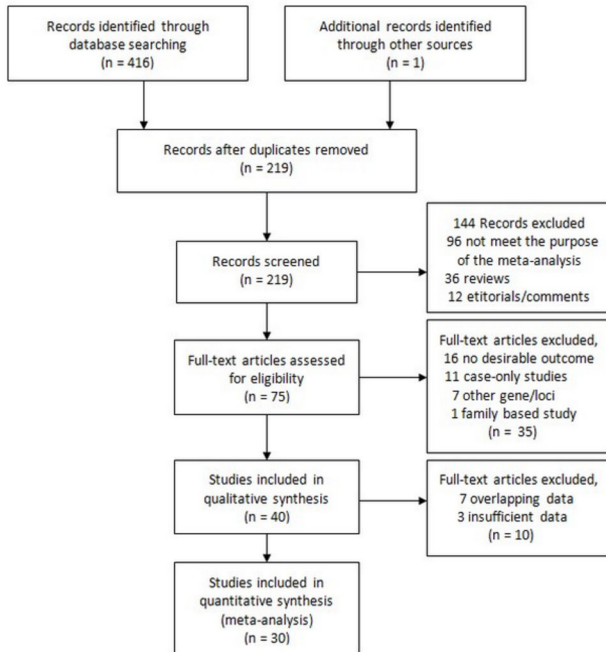 Records identified through
database searching
(n = 416)
Additional records identified
through other sources
(n = 1)
Records after duplicates removed
(n = 219)
Records screened
(n = 219)
144 Records excluded
96 not meet the purpose
of the meta-analysis
36 reviews
12 etitorials/comments
Full-text articles assessed
for eligibility
(n = 75)
Full-text articles excluded,
16 no desirable outcome
11 case-only studies
7 other gene/loci
1 family based study
(n = 35)
Studies included in
qualitative synthesis
(n = 40)
Full-text articles excluded,
7 overlapping data
3 insufficient data
(n = 10)
Studies included in
quantitative synthesis
(meta-analysis)
(n = 30)